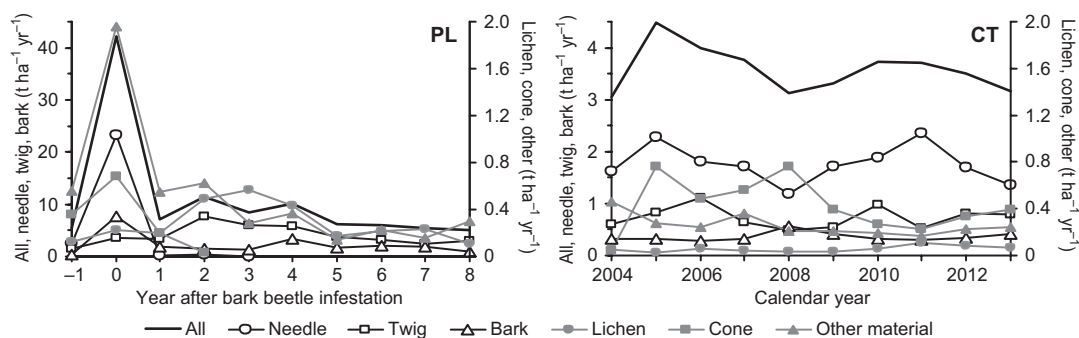 PL
All, needle, twig, bark (t ha⁻¹ yr⁻¹)
40
30
20
10
0
Lichen, cone, other (t ha⁻¹ yr⁻¹)
2.0
1.6
1.2
0.8
0.4
0
–1 0 1 2 3 4 5 6 7 8
Year after bark beetle infestation
CT
All, needle, twig, bark (t ha⁻¹ yr⁻¹)
4
3
2
1
0
Lichen, cone, other (t ha⁻¹ yr⁻¹)
2.0
1.6
1.2
0.8
0.4
0
2004 2006 2008 2010 2012
Calendar year
All Needle Twig Bark Lichen Cone Other material